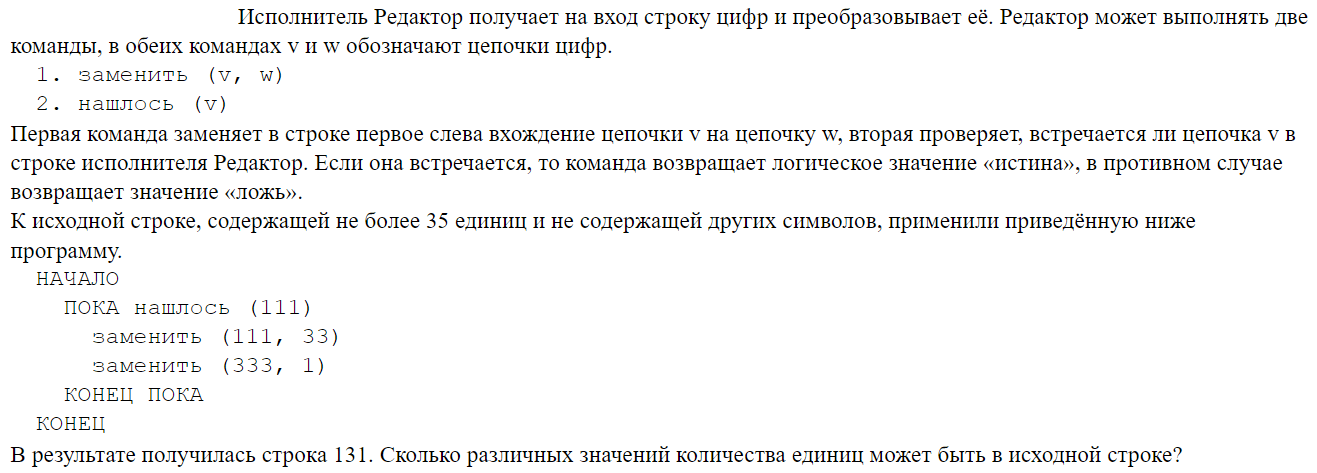 Исполнитель Редактор получает на вход строку цифр и преобразовывает её. Редактор может выполнять две
команды, в обеих командах v и w обозначают цепочки цифр.
1. заменить (v, w)
2. нашлось (v)
Первая команда заменяет в строке первое слева вхождение цепочки v на цепочку w, вторая проверяет, встречается ли цепочка v в
строке исполнителя Редактор. Если она встречается, то команда возвращает логическое значение «истина», в противном случае
возвращает значение «ложь».
К исходной строке, содержащей не более 35 единиц и не содержащей других символов, применили приведённую ниже
программу.
НАЧАЛО
ПОКА нашлось (111)
заменить (111, 33)
заменить (333, 1)
КОНЕЦ ПОКА
КОНЕЦ
В результате получилась строка 131. Сколько различных значений количества единиц может быть в исходной строке?